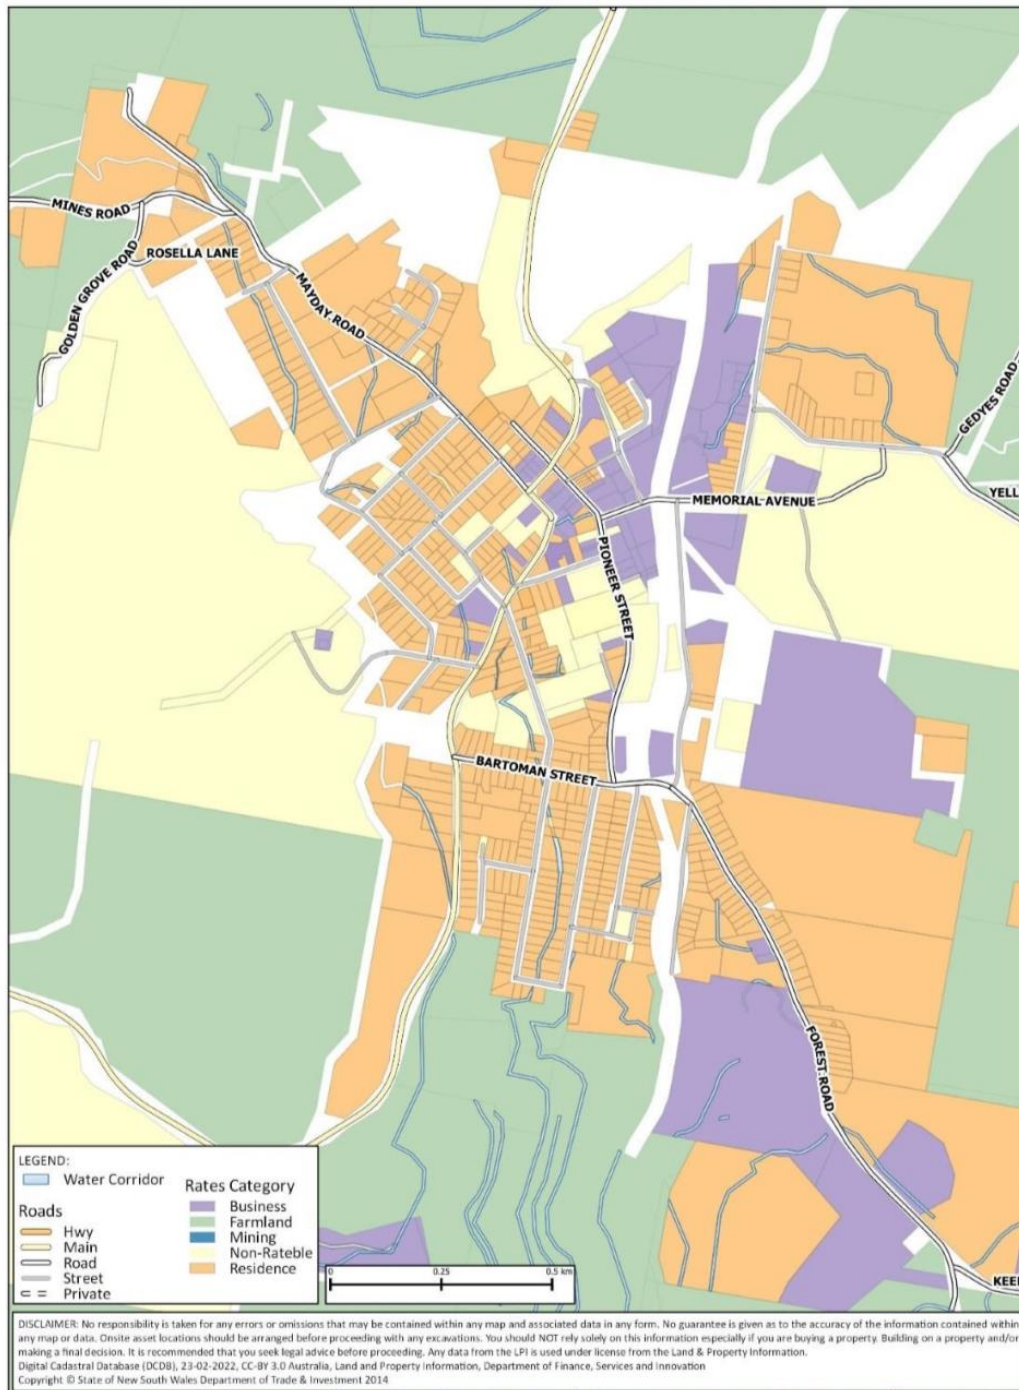 MINES ROAD
ROSELLA LANE
GOLDEN GROVE ROAD
MAYDAY ROAD
GEDYES ROAD
YELL
MEMORIAL AVENUE
PIONEER STREET
BARTOMAN STREET
FOREST ROAD
KEE
LEGEND:
Water Corridor
Roads
Hwy
Main
Road
Street
Private
Rates Category
Business
Farmland
Mining
Non-Rateble
Residence
0 0.25 0.5 km
DISCLAIMER: No responsibility is taken for any errors or omissions that may be contained within any map and associated data in any form. No guarantee is given as to the accuracy of the information contained within
any map or data. Onsite asset locations should be arranged before proceeding with any excavations. You should NOT rely solely on this information especially if you are buying a property. Building on a property and/or
making a final decision. It is recommended that you seek legal advice before proceeding. Any data from the LPI is used under license from the Land & Property Information.
Digital Cadastral Database (DCDB), 23-02-2022, CC-BY 3.0 Australia, Land and Property Information, Department of Finance, Services and Innovation
Copyright © State of New South Wales Department of Trade & Investment 2014